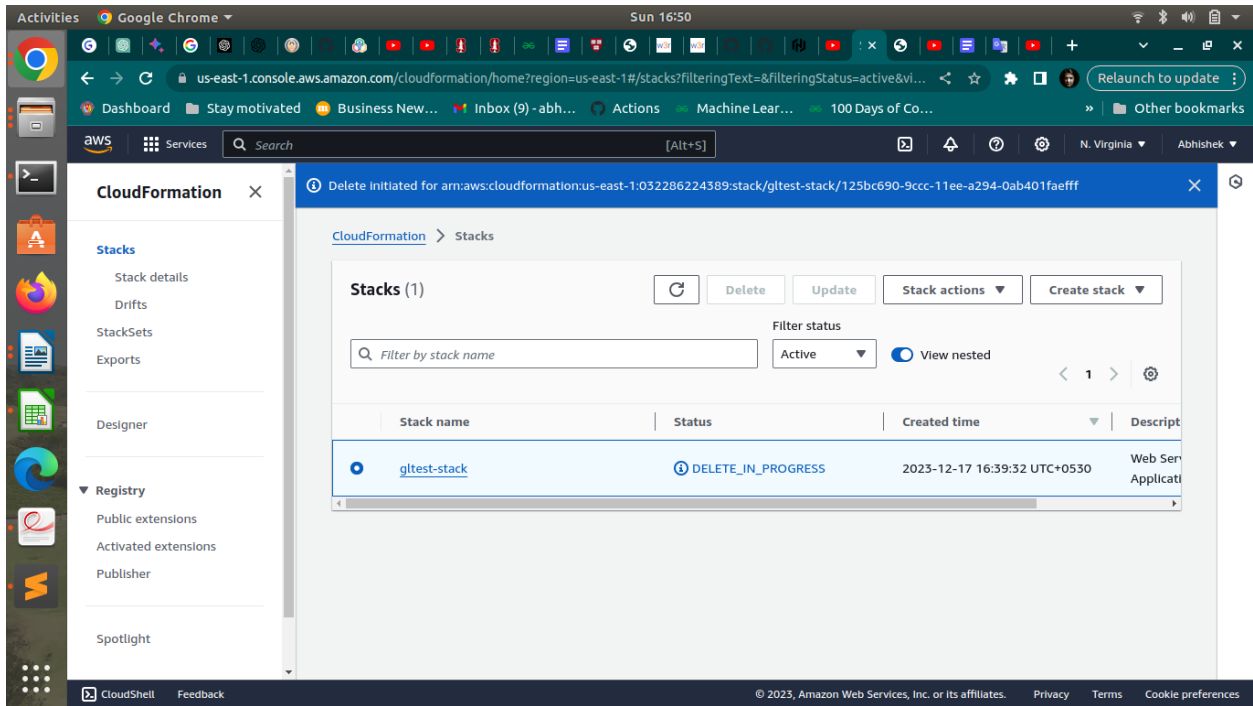 Activities Google Chrome Sun 16:50
us-east-1.console.aws.amazon.com/cloudformation/home?region=us-east-1#/stacks?filteringText=&filteringStatus=active&vi... Relaunch to update
Dashboard Stay motivated Business New... Inbox (9) - abh... Actions Machine Lear... 100 Days of Co... » Other bookmarks
aws Services Search [Alt+S] N. Virginia Abhishek
CloudFormation
Stacks
Stack details
Drifts
StackSets
Exports
Designer
Registry
Public extensions
Activated extensions
Publisher
Spotlight
Delete initiated for arn:aws:cloudformation:us-east-1:032286224389:stack/gltest-stack/125bc690-9ccc-11ee-a294-0ab401faefff
CloudFormation > Stacks
Stacks (1) Delete Update Stack actions Create stack
Filter status
Filter by stack name Active View nested
1
Stack name Status Created time Descript
gltest-stack DELETE_IN_PROGRESS 2023-12-17 16:39:32 UTC+0530 Web Ser
Applicati
CloudShell Feedback © 2023, Amazon Web Services, Inc. or its affiliates. Privacy Terms Cookie preferences